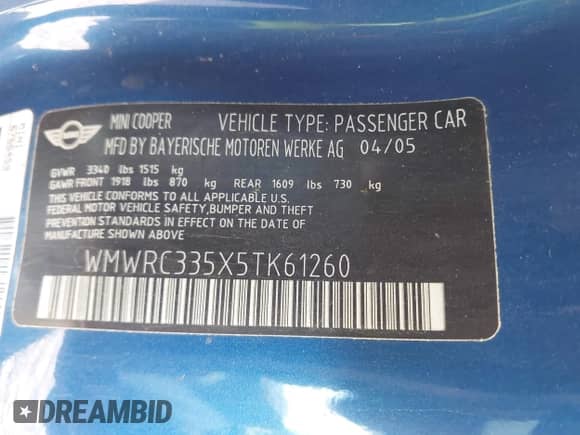 MINI
MINI COOPER VEHICLE TYPE: PASSENGER CAR
MFD BY BAYERISCHE MOTOREN WERKE AG 04/05
GVWR 3340 lbs 1515 kg
GAWR FRONT 1918 lbs 870 kg REAR 1609 lbs 730 kg
THIS VEHICLE CONFORMS TO ALL APPLICABLE U.S.
FEDERAL MOTOR VEHICLE SAFETY,BUMPER AND THEFT
PREVENTION STANDARDS IN EFFECT ON THE DATE OF
MANUFACTURE SHOWN ABOVE.
WMWRC335X5TK61260
DREAMBID